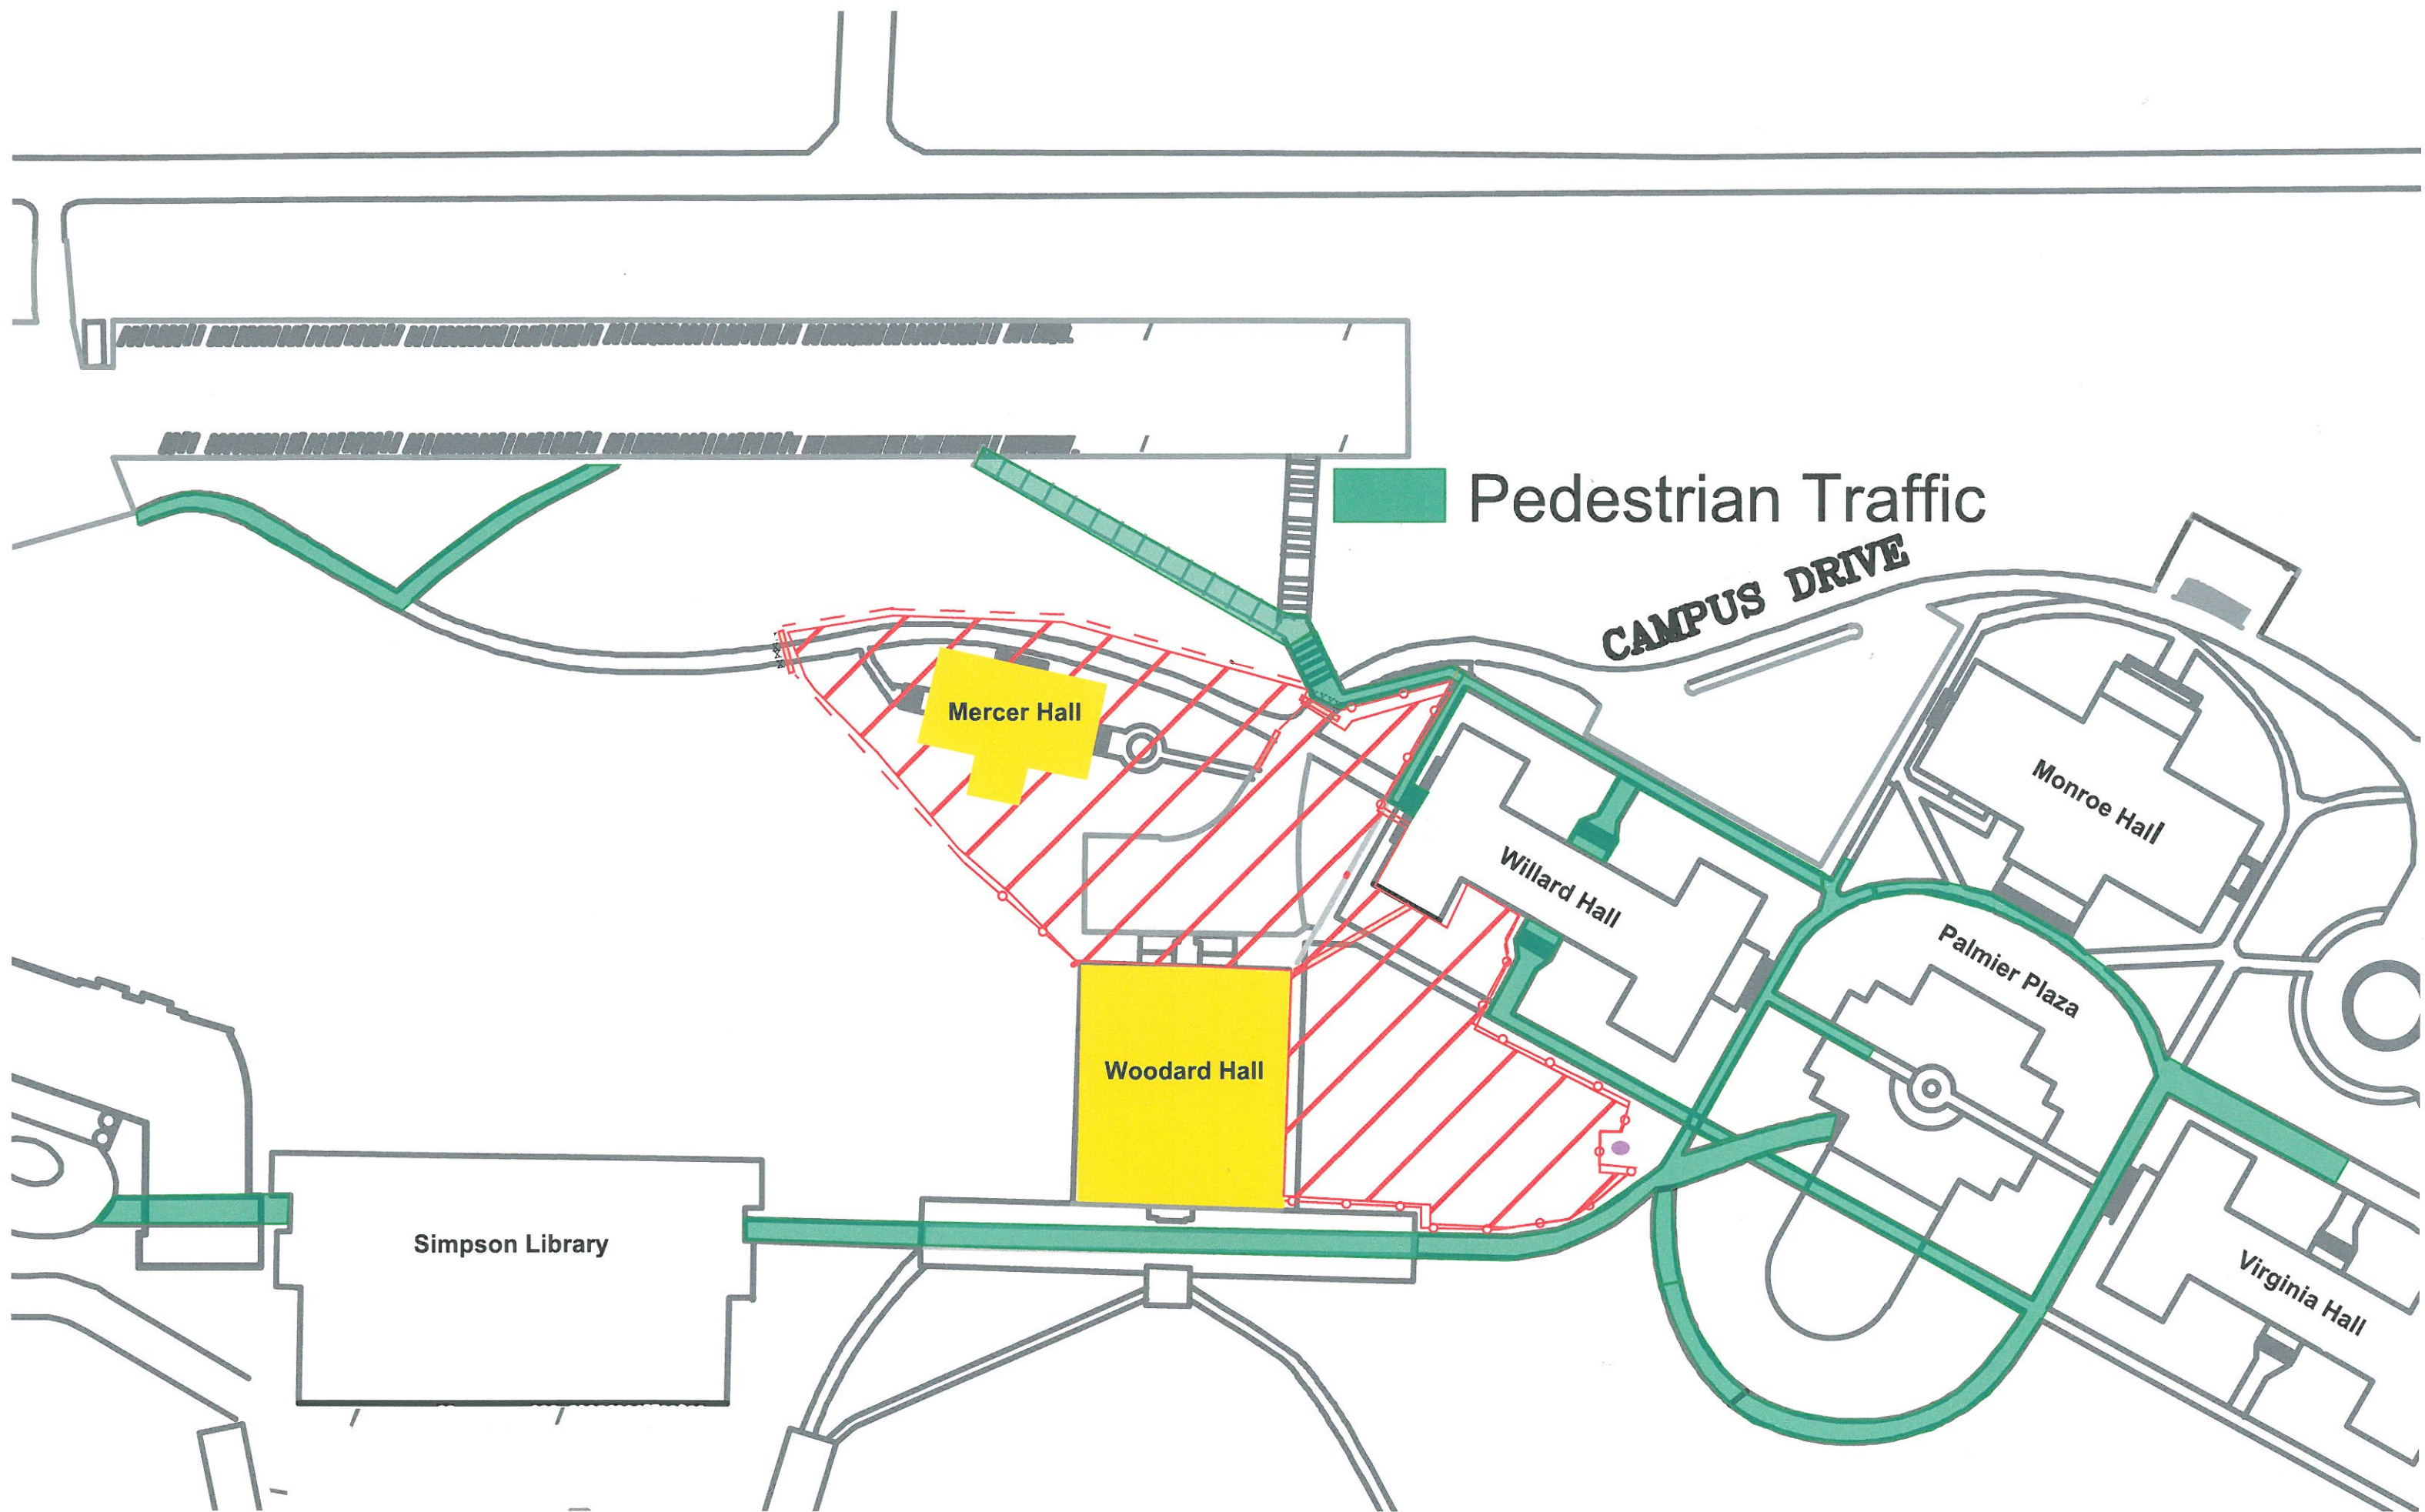 Pedestrian Traffic
CAMPUS DRIVE
Mercer Hall
Monroe Hall
Willard Hall
Palmier Plaza
Woodard Hall
Simpson Library
Virginia Hall